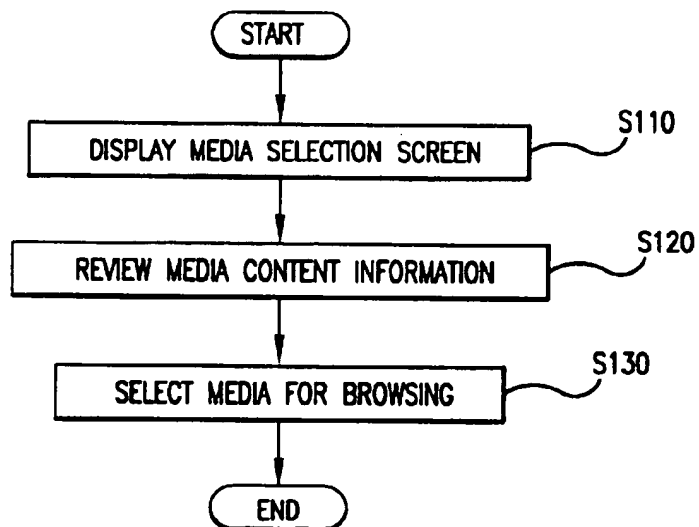 START
S110
DISPLAY MEDIA SELECTION SCREEN
S120
REVIEW MEDIA CONTENT INFORMATION
S130
SELECT MEDIA FOR BROWSING
END